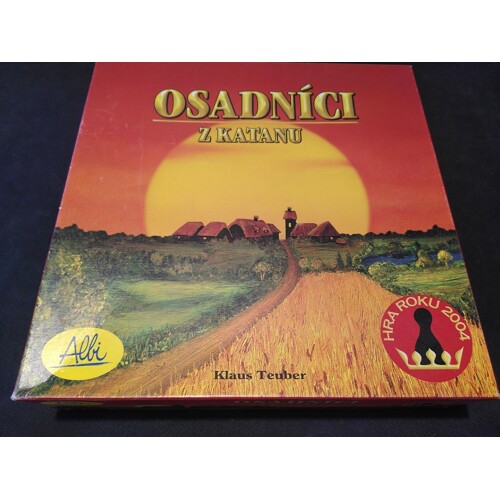 OSADNÍCI
Z KATANU
HRA ROKU 2004
Albi
Klaus Teuber